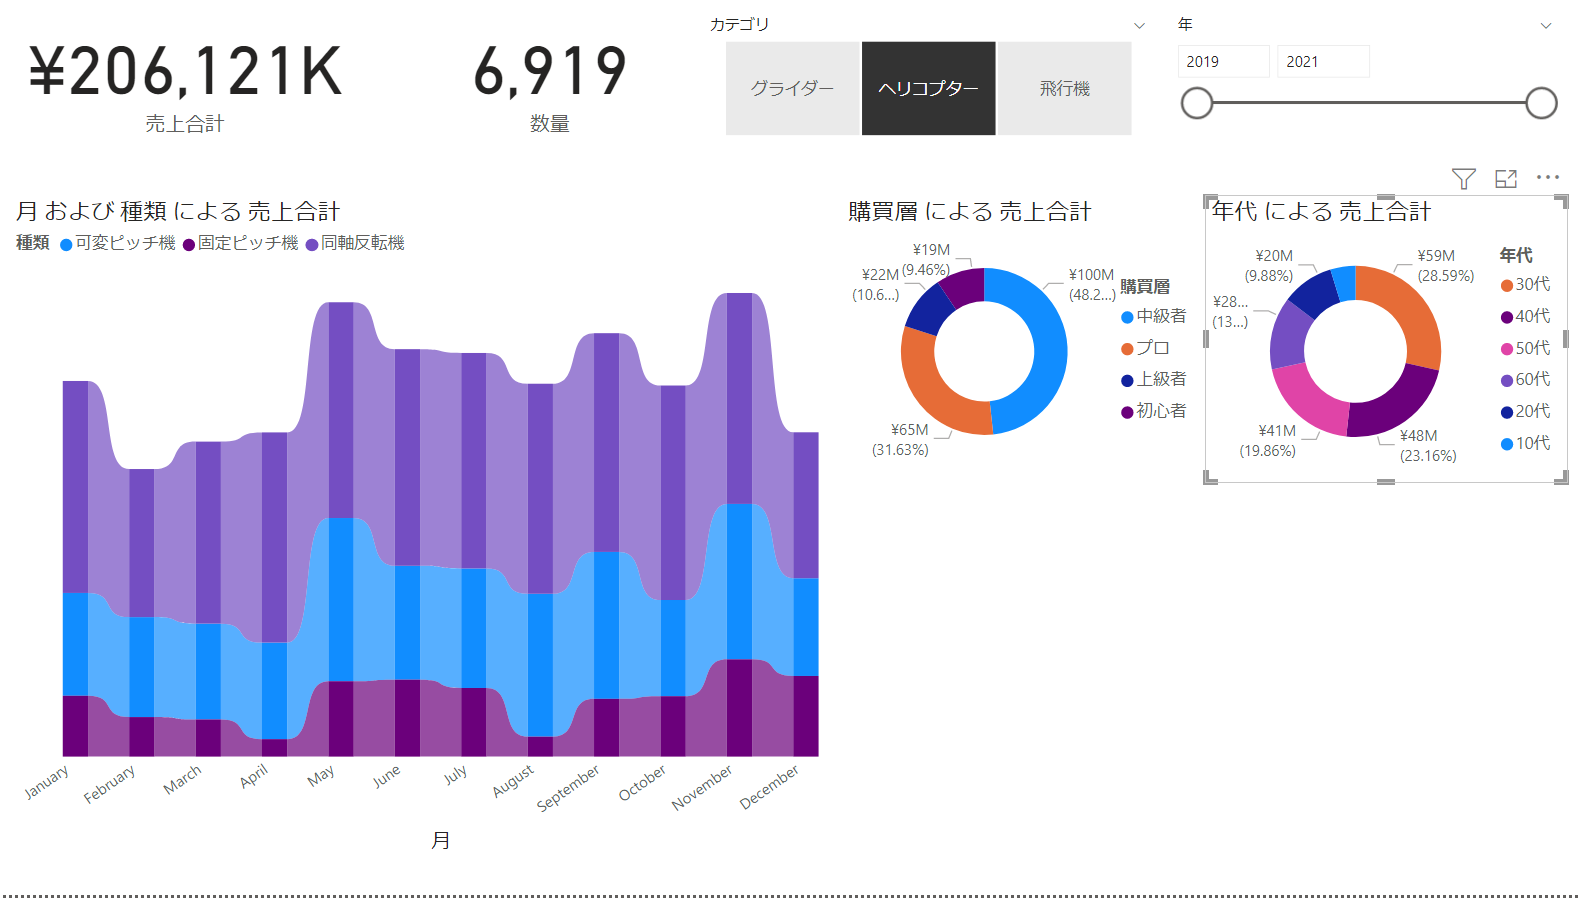 ¥206,121K
売上合計
6,919
数量
カテゴリ
グライダー
ヘリコプター
飛行機
年
2019
2021
月 および 種類 による 売上合計
種類 可変ピッチ機 固定ピッチ機 同軸反転機
January
February
March
April
May
June
July
August
September
October
November
December
月
購買層 による 売上合計
¥19M
(9.46%)
¥22M
(10.6...)
¥100M
(48.2...)
¥65M
(31.63%)
購買層
中級者
プロ
上級者
初心者
年代 による 売上合計
¥20M
(9.88%)
¥59M
(28.59%)
¥28...
(13...)
¥41M
(19.86%)
¥48M
(23.16%)
年代
30代
40代
50代
60代
20代
10代